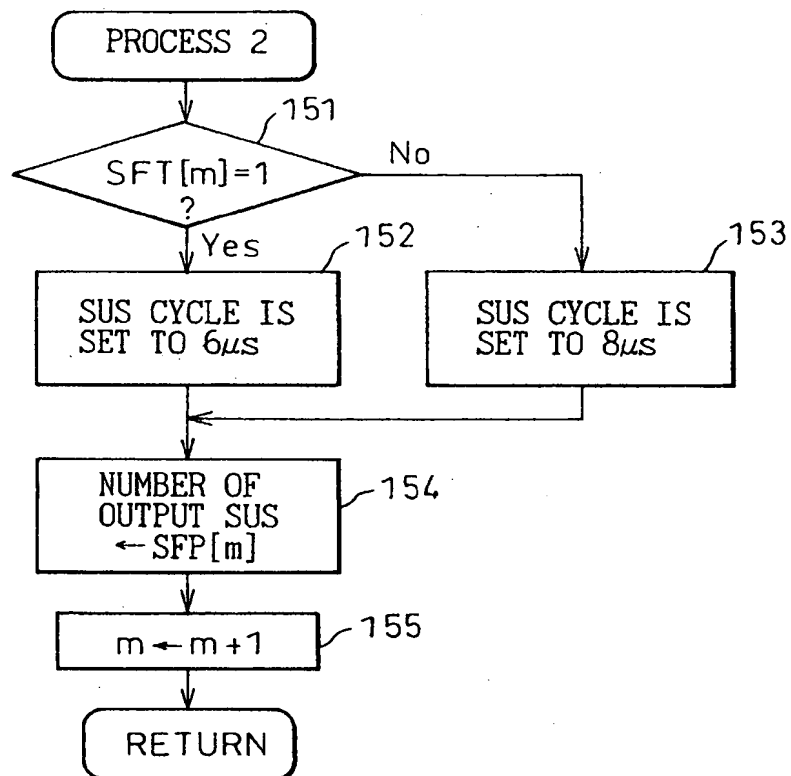 PROCESS 2
151
SFT[m]=1
?
No
Yes
152
153
SUS CYCLE IS
SET TO 6μs
SUS CYCLE IS
SET TO 8μs
NUMBER OF
OUTPUT SUS
←SFP[m]
154
m←m+1
155
RETURN